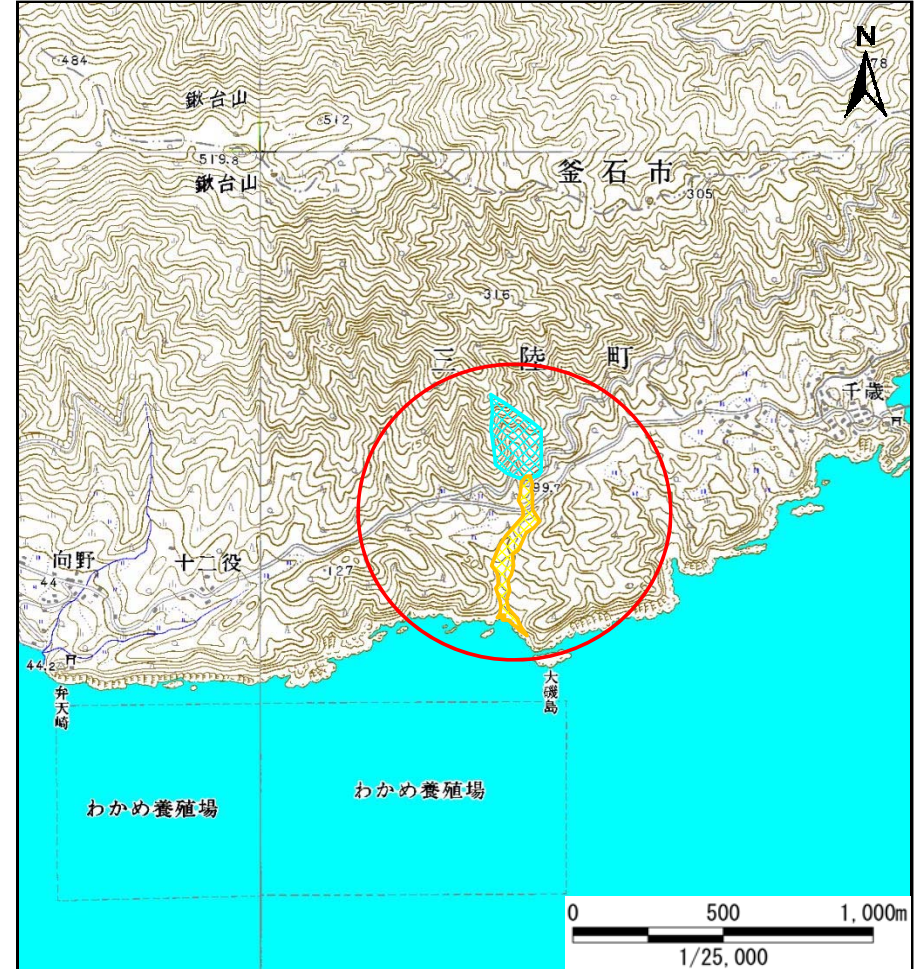 N
484
78
鍬台山
512
519.8
鍬台山
釜石市
305
316
三陸町
千歳
99.7
向野
十二役
44
127
44.2
弁天崎
大磯島
わかめ養殖場
わかめ養殖場
0 500 1,000m
1/25,000